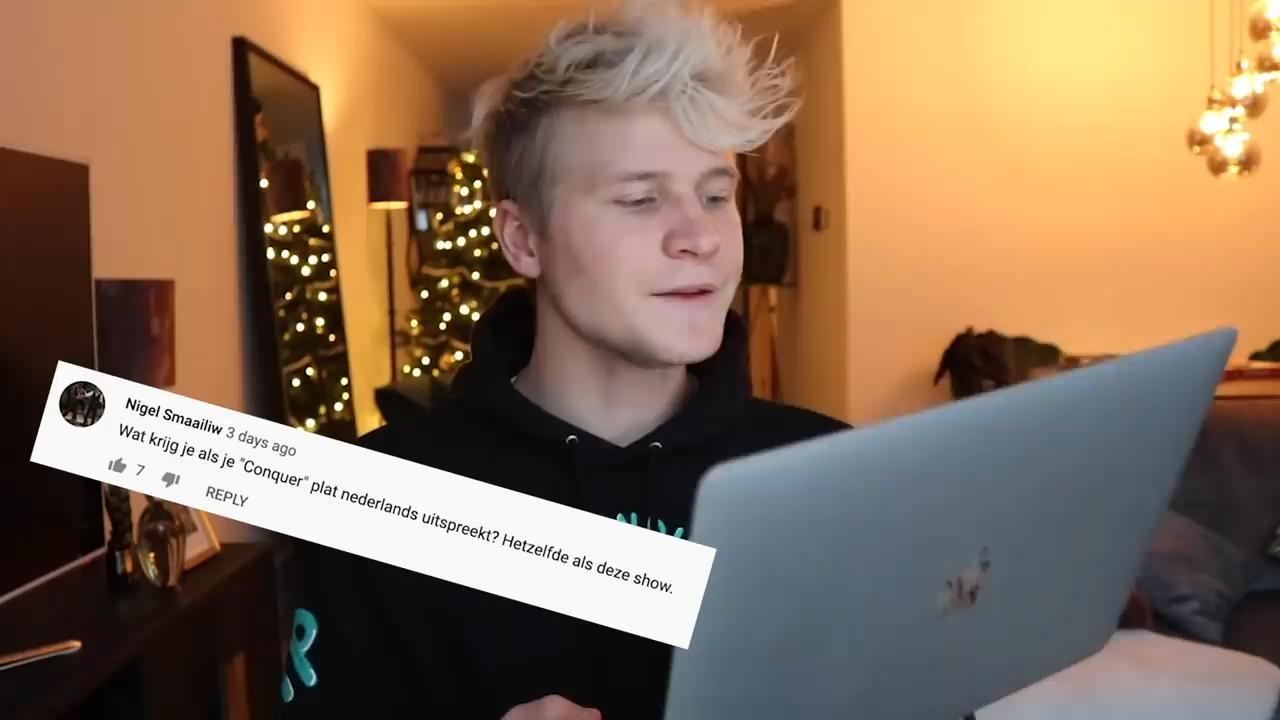 Nigel Smaailiw 3 days ago
Wat krijg je als je "Conquer" plat nederlands uitspreekt? Hetzelfde als deze show.
7 REPLY